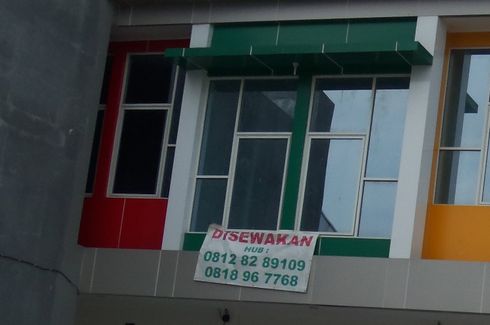 DISEWAKAN
HUB :
0812 82 89109
0818 96 7768